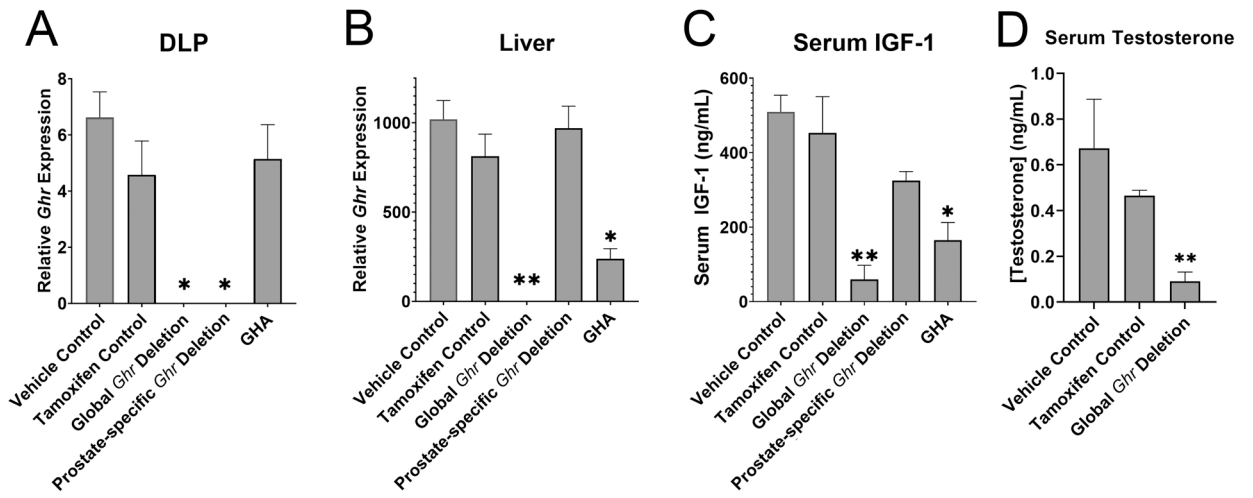 A
DLP
Relative Ghr Expression
8
6
4
2
0
*
*
Vehicle Control
Tamoxifen Control
Global Ghr Deletion
Prostate-specific Ghr Deletion
GHA
B
Liver
Relative Ghr Expression
1000
500
0
**
*
Vehicle Control
Tamoxifen Control
Global Ghr Deletion
Prostate-specific Ghr Deletion
GHA
C
Serum IGF-1
Serum IGF-1 (ng/mL)
600
400
200
0
**
*
Vehicle Control
Tamoxifen Control
Global Ghr Deletion
Prostate-specific Ghr Deletion
GHA
D
Serum Testosterone
[Testosterone] (ng/mL)
1.0
0.8
0.6
0.4
0.2
0.0
**
Vehicle Control
Tamoxifen Control
Global Ghr Deletion